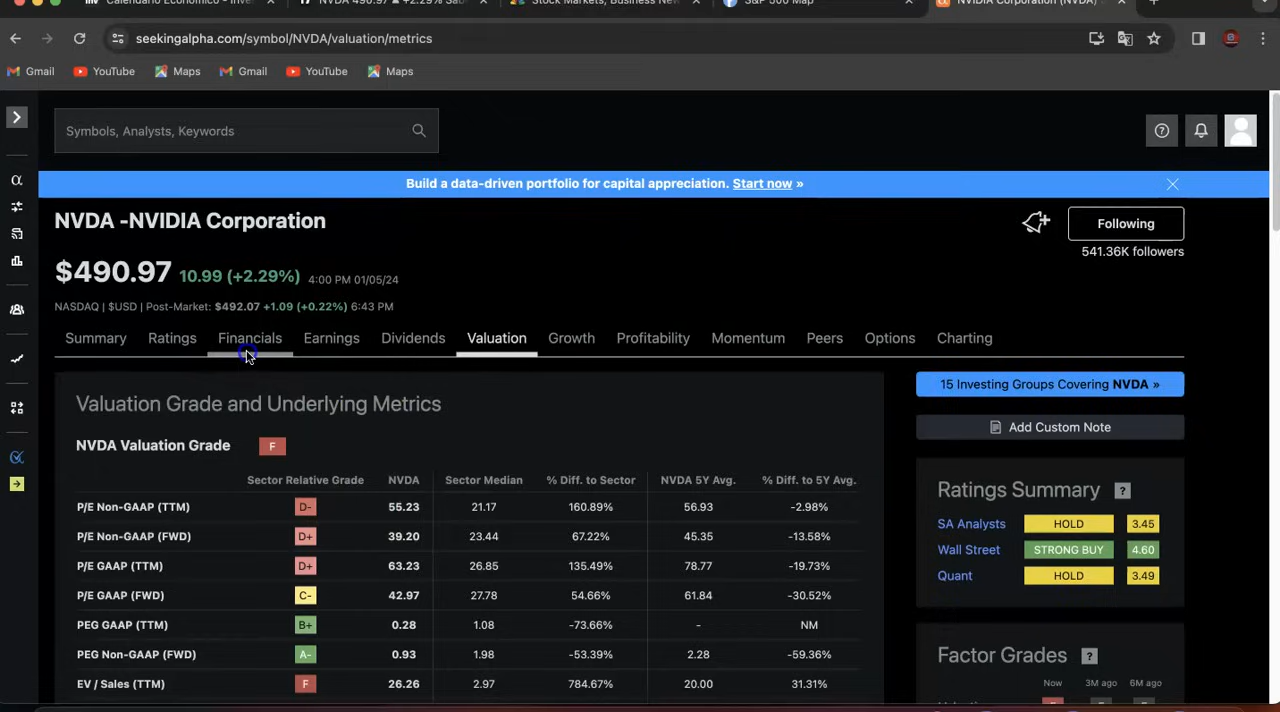 NVDA 490.97 ▲ +2.29%
Stock Markets, Business New
S&P 500 Map
NVIDIA Corporation (NVDA)
seekingalpha.com/symbol/NVDA/valuation/metrics
Gmail YouTube Maps Gmail YouTube Maps
Symbols, Analysts, Keywords
Build a data-driven portfolio for capital appreciation. Start now »
NVDA -NVIDIA Corporation
Following
541.36K followers
$490.97 10.99 (+2.29%) 4:00 PM 01/05/24
NASDAQ | $USD | Post-Market: $492.07 +1.09 (+0.22%) 6:43 PM
Summary Ratings Financials Earnings Dividends Valuation Growth Profitability Momentum Peers Options Charting
Valuation Grade and Underlying Metrics
NVDA Valuation Grade F
Sector Relative Grade NVDA Sector Median % Diff. to Sector NVDA 5Y Avg. % Diff. to 5Y Avg.
P/E Non-GAAP (TTM) D- 55.23 21.17 160.89% 56.93 -2.98%
P/E Non-GAAP (FWD) D+ 39.20 23.44 67.22% 45.35 -13.58%
P/E GAAP (TTM) D+ 63.23 26.85 135.49% 78.77 -19.73%
P/E GAAP (FWD) C- 42.97 27.78 54.66% 61.84 -30.52%
PEG GAAP (TTM) B+ 0.28 1.08 -73.66% - NM
PEG Non-GAAP (FWD) A- 0.93 1.98 -53.39% 2.28 -59.36%
EV / Sales (TTM) F 26.26 2.97 784.67% 20.00 31.31%
15 Investing Groups Covering NVDA »
Add Custom Note
Ratings Summary ?
SA Analysts HOLD 3.45
Wall Street STRONG BUY 4.60
Quant HOLD 3.49
Factor Grades ?
Now 3M ago 6M ago